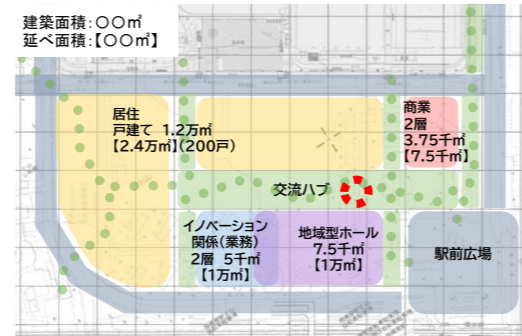 建築面積:〇〇㎡
延べ面積:【〇〇㎡】
居住
戸建て 1.2万㎡
【2.4万㎡】(200戸)
商業
2層
3.75千㎡
【7.5千㎡】
交流ハブ
イノベーション
関係(業務)
2層 5千㎡
【1万㎡】
地域型ホール
7.5千㎡
【1万㎡】
駅前広場